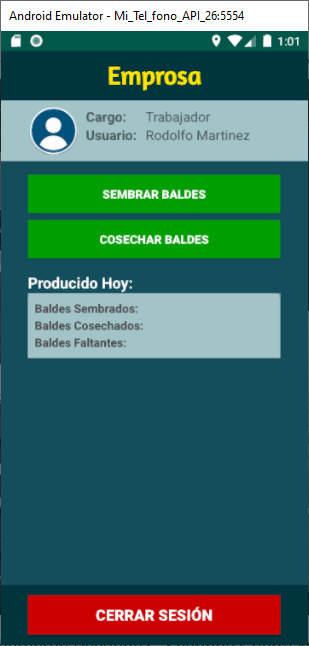 Android Emulator - Mi_Tel_fono_API_26:5554
1:01
Emprosa
Cargo: Trabajador
Usuario: Rodolfo Martinez
SEMBRAR BALDES
COSECHAR BALDES
Producido Hoy:
Baldes Sembrados:
Baldes Cosechados:
Baldes Faltantes:
CERRAR SESIÓN